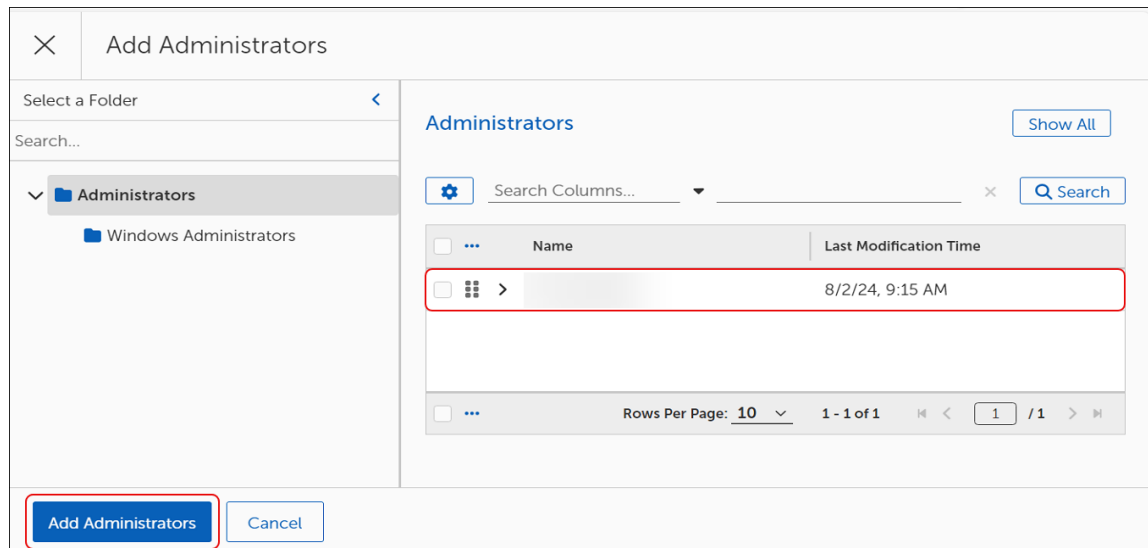 Add Administrators
Select a Folder
Search...
Administrators
Windows Administrators
Administrators
Show All
Search Columns...
Search
Name Last Modification Time
8/2/24, 9:15 AM
Rows Per Page: 10 1 - 1 of 1 1 / 1
Add Administrators Cancel